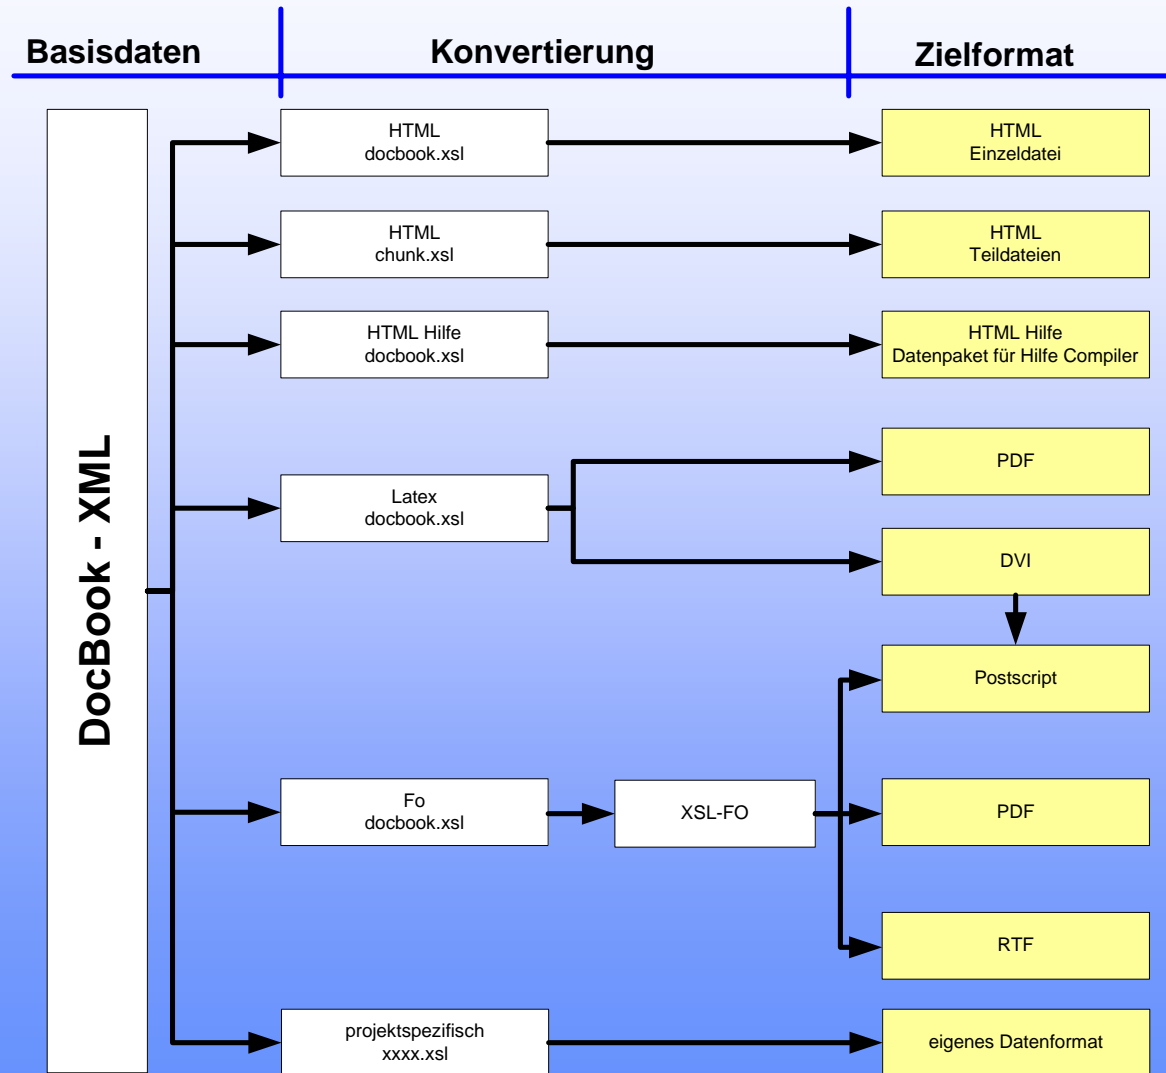 Basisdaten
Konvertierung
Zielformat
DocBook - XML
HTML
docbook.xsl
HTML
Einzeldatei
HTML
chunk.xsl
HTML
Teildateien
HTML Hilfe
docbook.xsl
HTML Hilfe
Datenpaket für Hilfe Compiler
Latex
docbook.xsl
PDF
DVI
Postscript
Fo
docbook.xsl
XSL-FO
PDF
RTF
projektspezifisch
xxxx.xsl
eigenes Datenformat